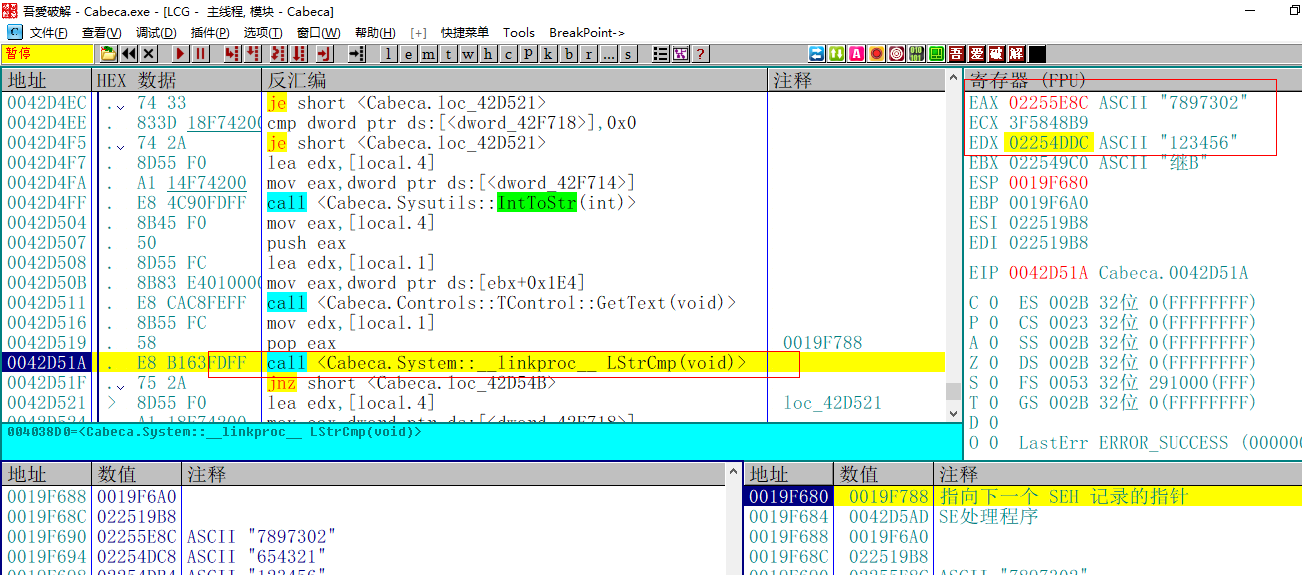 吾愛破解 - Cabeca.exe - [LCG - 主线程, 模块 - Cabeca]
文件(F) 查看(V) 调试(D) 插件(P) 选项(T) 窗口(W) 帮助(H) [+] 快捷菜单 Tools BreakPoint->
暂停 l e m t w h c p k b r ... s ? 吾 爱 破 解
地址 HEX 数据 反汇编 注释
0042D4EC . 74 33 je short <Cabeca.loc_42D521>
0042D4EE . 833D 18F74200 cmp dword ptr ds:[<dword_42F718>],0x0
0042D4F5 . 74 2A je short <Cabeca.loc_42D521>
0042D4F7 . 8D55 F0 lea edx,[local.4]
0042D4FA . A1 14F74200 mov eax,dword ptr ds:[<dword_42F714>]
0042D4FF . E8 4C90FDFF call <Cabeca.Sysutils::IntToStr(int)>
0042D504 . 8B45 F0 mov eax,[local.4]
0042D507 . 50 push eax
0042D508 . 8D55 FC lea edx,[local.1]
0042D50B . 8B83 E4010000 mov eax,dword ptr ds:[ebx+0x1E4]
0042D511 . E8 CAC8FEFF call <Cabeca.Controls::TControl::GetText(void)>
0042D516 . 8B55 FC mov edx,[local.1]
0042D519 . 58 pop eax 0019F788
0042D51A . E8 B163FDFF call <Cabeca.System::__linkproc__ LStrCmp(void)>
0042D51F . 75 2A jnz short <Cabeca.loc_42D54B>
0042D521 > 8D55 F0 lea edx,[local.4] loc_42D521
004038D0=<Cabeca.System::__linkproc__ LStrCmp(void)>
寄存器 (FPU)
EAX 02255E8C ASCII "7897302"
ECX 3F5848B9
EDX 02254DDC ASCII "123456"
EBX 022549C0 ASCII "继B"
ESP 0019F680
EBP 0019F6A0
ESI 022519B8
EDI 022519B8
EIP 0042D51A Cabeca.0042D51A
C 0 ES 002B 32位 0(FFFFFFFF)
P 0 CS 0023 32位 0(FFFFFFFF)
A 0 SS 002B 32位 0(FFFFFFFF)
Z 0 DS 002B 32位 0(FFFFFFFF)
S 0 FS 0053 32位 291000(FFF)
T 0 GS 002B 32位 0(FFFFFFFF)
D 0
O 0 LastErr ERROR_SUCCESS (000000
地址 数值 注释
0019F688 0019F6A0
0019F68C 022519B8
0019F690 02255E8C ASCII "7897302"
0019F694 02254DC8 ASCII "654321"
地址 数值 注释
0019F680 0019F788 指向下一个 SEH 记录的指针
0019F684 0042D5AD SE处理程序
0019F688 0019F6A0
0019F68C 022519B8